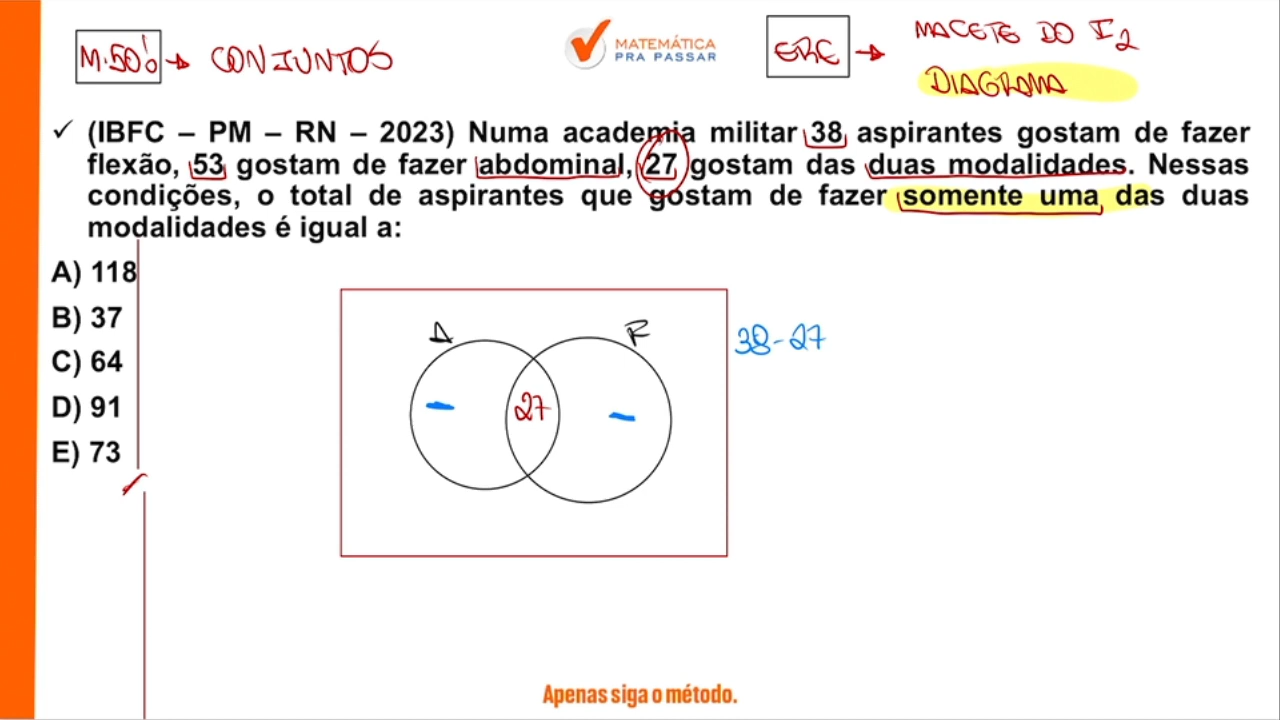 M.50! → CONJUNTOS
MATEMÁTICA
PRA PASSAR
→ MACETE DO I2
DIAGRAMA
✓ (IBFC – PM – RN – 2023) Numa academia militar 38 aspirantes gostam de fazer
flexão, 53 gostam de fazer abdominal, 27 gostam das duas modalidades. Nessas
condições, o total de aspirantes que gostam de fazer somente uma das duas
modalidades é igual a:
A) 118
B) 37
C) 64
D) 91
E) 73
A F
38-27
27
Apenas siga o método.